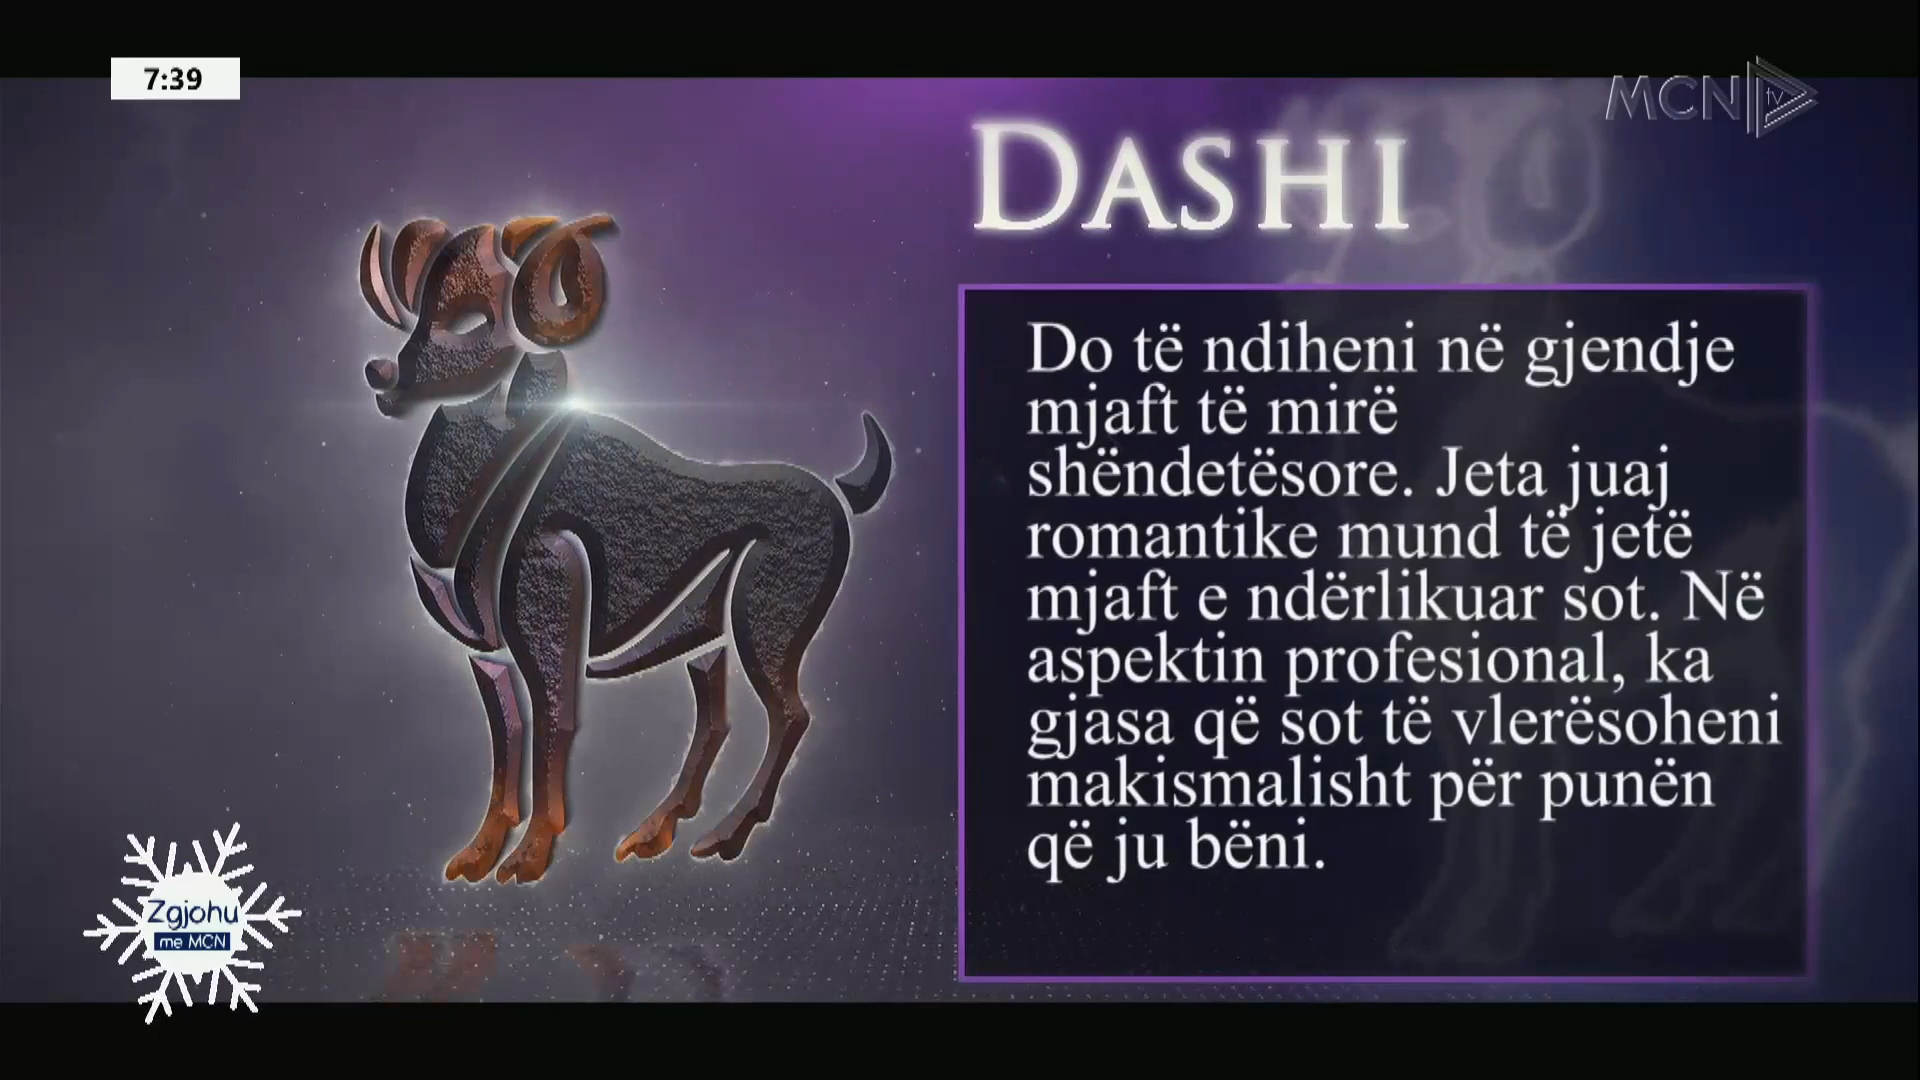 7:39
MCN tv
DASHI
Do të ndiheni në gjendje
mjaft të mirë
shëndetësore. Jeta juaj
romantike mund të jetë
mjaft e ndërlikuar sot. Në
aspektin profesional, ka
gjasa që sot të vlerësoheni
makismalisht për punën
që ju bëni.
Zgjohu
me MCN